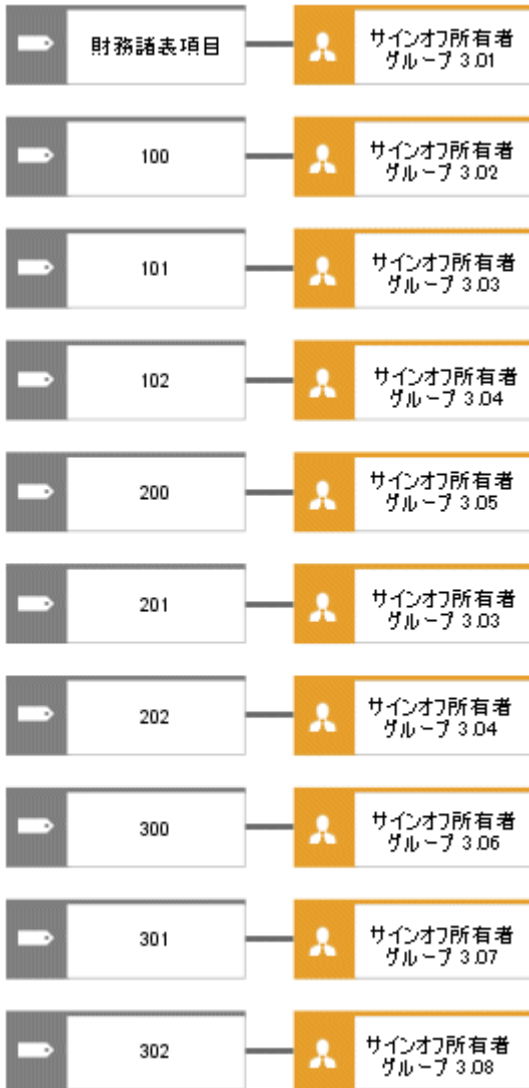 財務諸表項目
サインオフ所有者
グループ 3.01
100
サインオフ所有者
グループ 3.02
101
サインオフ所有者
グループ 3.03
102
サインオフ所有者
グループ 3.04
200
サインオフ所有者
グループ 3.05
201
サインオフ所有者
グループ 3.03
202
サインオフ所有者
グループ 3.04
300
サインオフ所有者
グループ 3.06
301
サインオフ所有者
グループ 3.07
302
サインオフ所有者
グループ 3.08